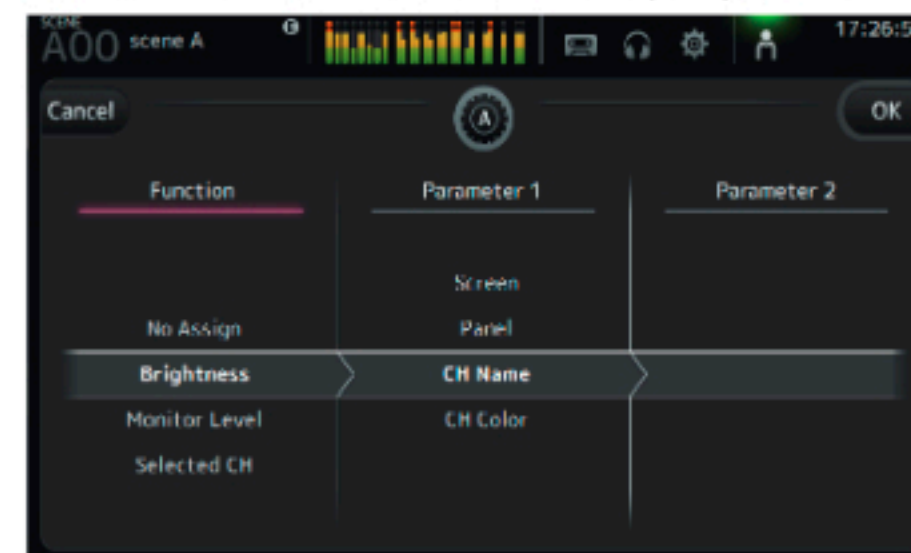 SCENE
A00 scene A
17:26:5
Cancel
A
OK
Function
Parameter 1
Parameter 2
Screen
No Assign
Panel
Brightness
CH Name
Monitor Level
CH Color
Selected CH